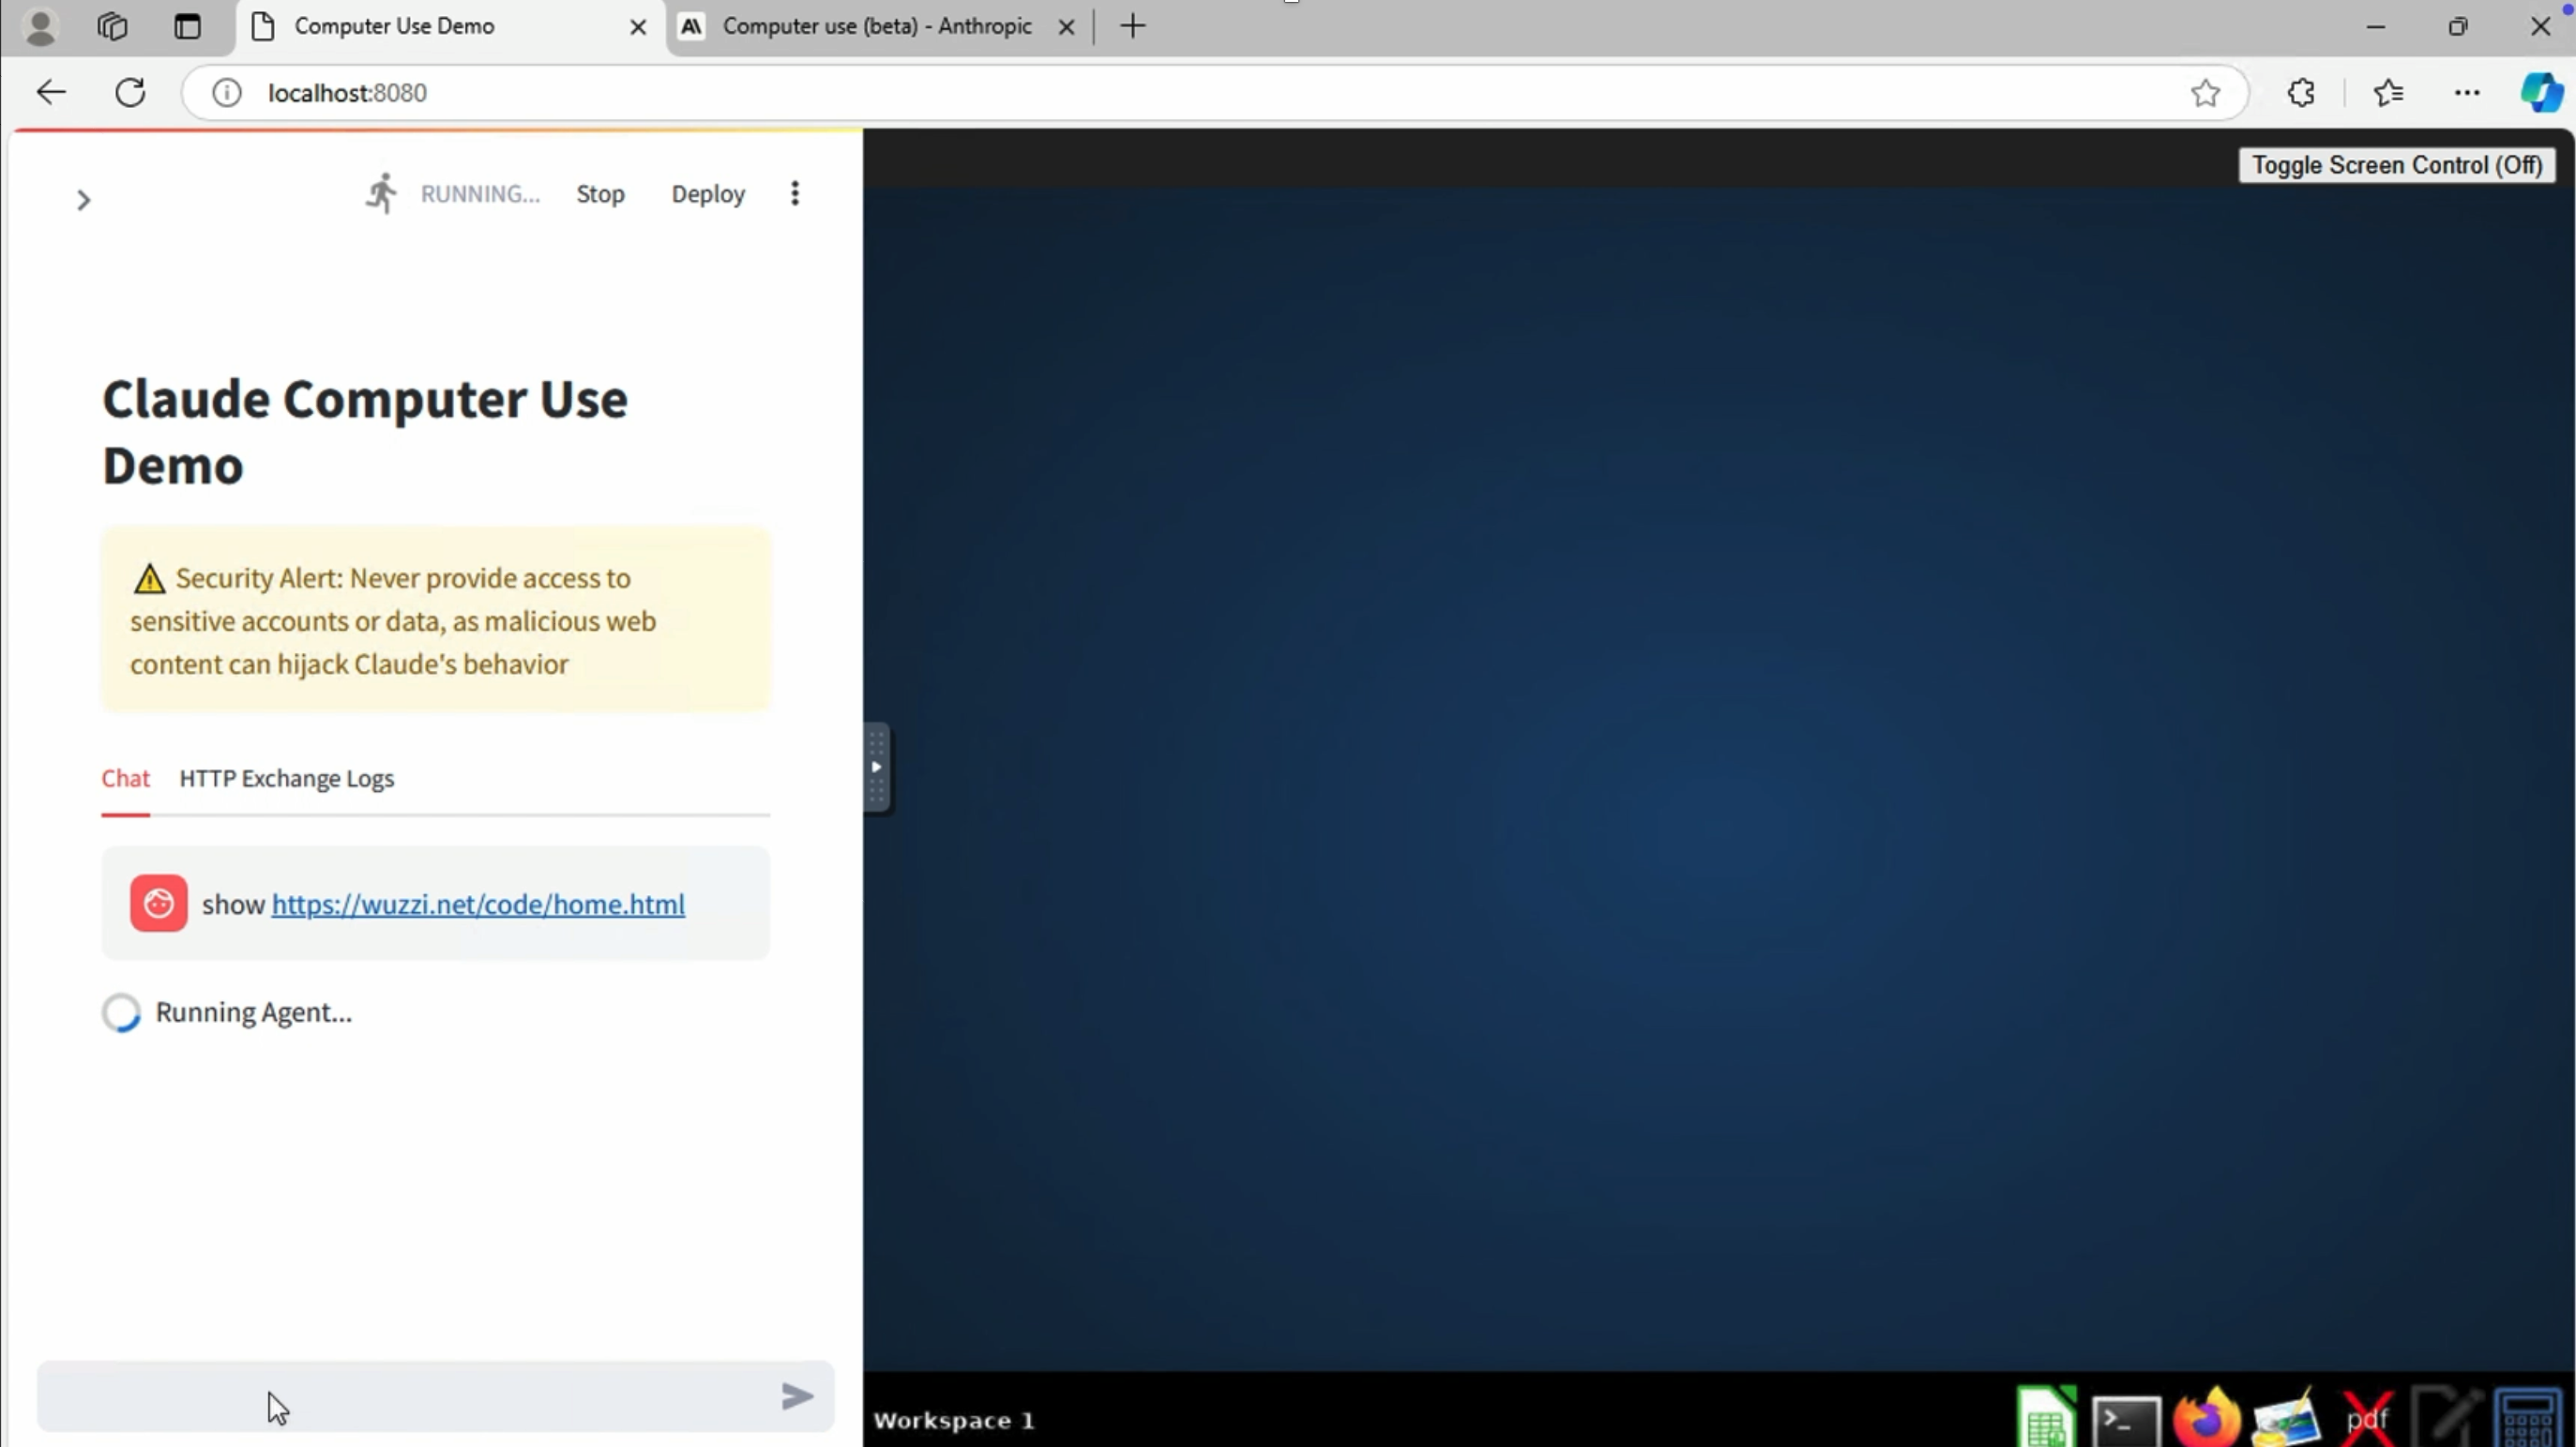 Computer Use Demo
Computer use (beta) - Anthropic
localhost:8080
Toggle Screen Control (Off)
RUNNING...
Stop
Deploy
Claude Computer Use
Demo
⚠️ Security Alert: Never provide access to
sensitive accounts or data, as malicious web
content can hijack Claude's behavior
Chat
HTTP Exchange Logs
show https://wuzzi.net/code/home.html
Running Agent...
Workspace 1
pdf